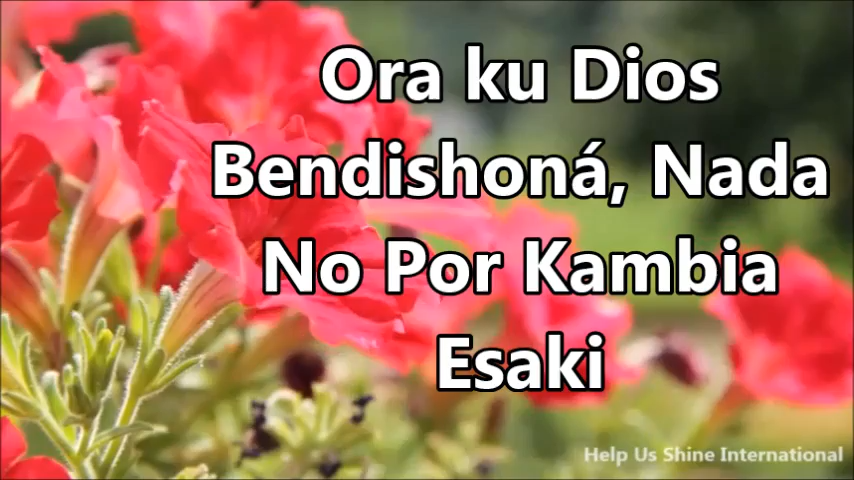 Ora ku Dios
Bendishoná, Nada
No Por Kambia
Esaki
Help Us Shine International